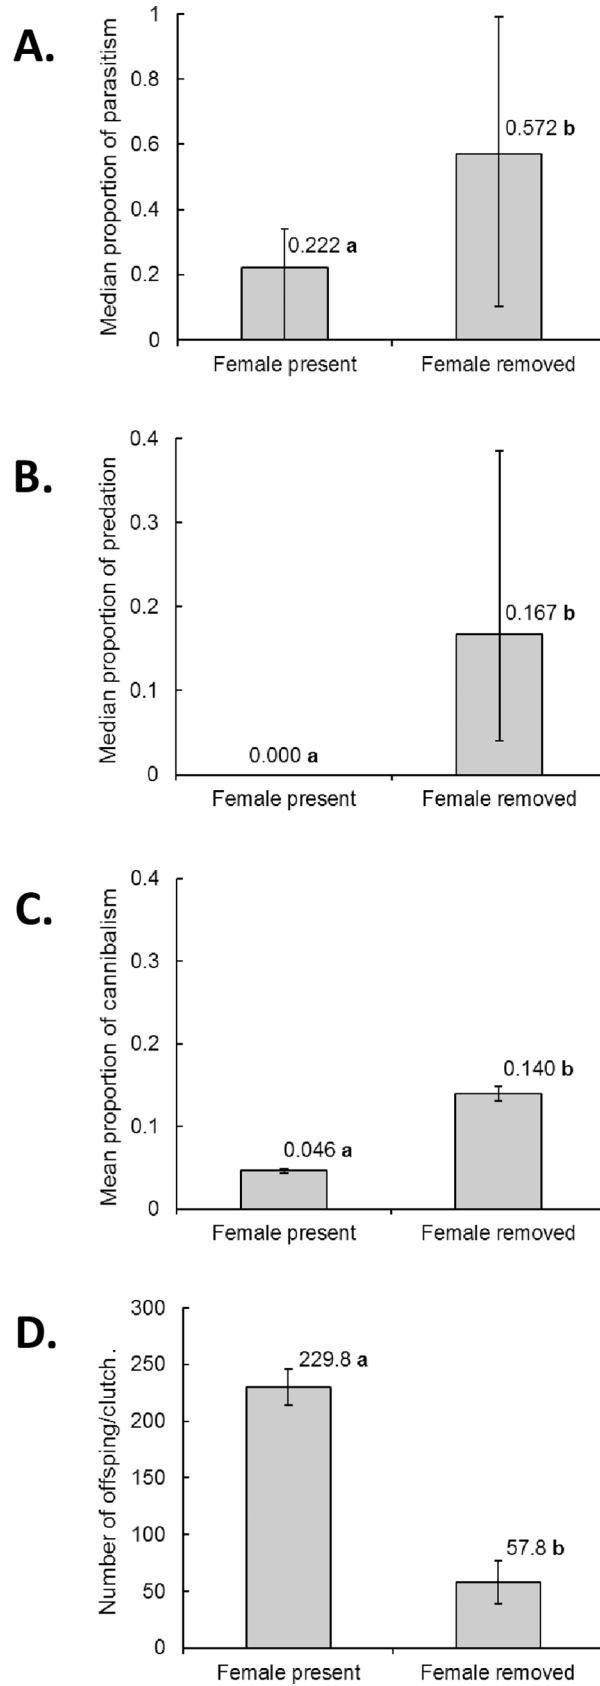 A.
Median proportion of parasitism
1
0.8
0.6
0.4
0.2
0
0.222 a
0.572 b
Female present
Female removed
B.
Median proportion of predation
0.4
0.3
0.2
0.1
0
0.000 a
0.167 b
Female present
Female removed
C.
Mean proportion of cannibalism
0.4
0.3
0.2
0.1
0
0.046 a
0.140 b
Female present
Female removed
D.
Number of offsping/clutch.
300
250
200
150
100
50
0
229.8 a
57.8 b
Female present
Female removed